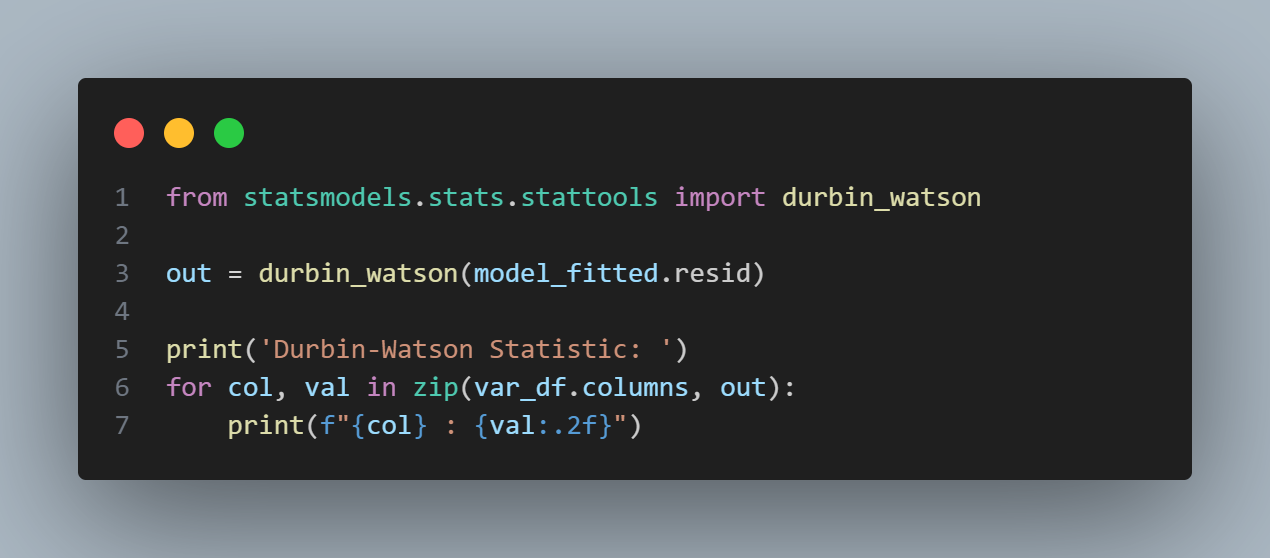 1 from statsmodels.stats.stattools import durbin_watson
2
3 out = durbin_watson(model_fitted.resid)
4
5 print('Durbin-Watson Statistic: ')
6 for col, val in zip(var_df.columns, out):
7     print(f"{col} : {val:.2f}")